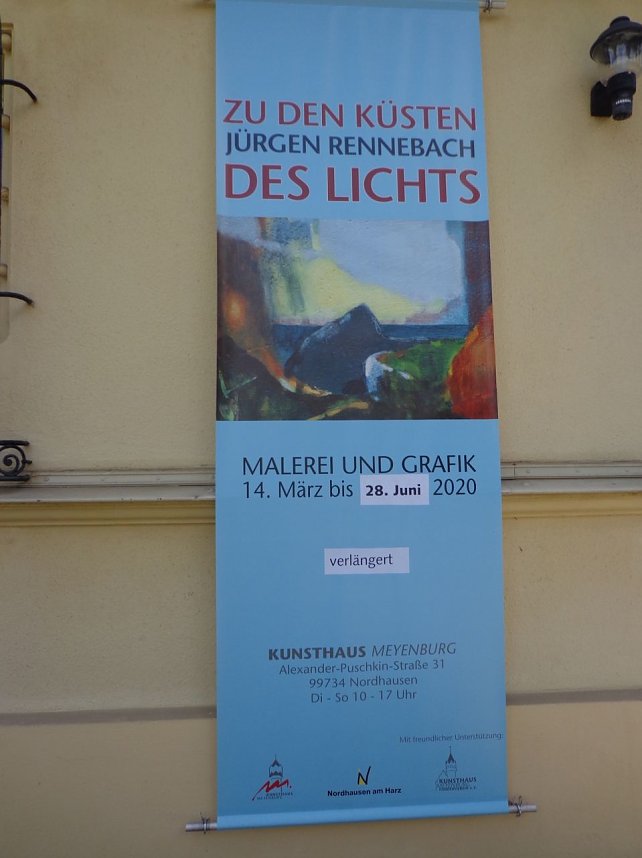 ZU DEN KÜSTEN
JÜRGEN RENNEBACH
DES LICHTS
MALEREI UND GRAFIK
14. März bis 28. Juni 2020
verlängert
KUNSTHAUS MEYENBURG
Alexander-Puschkin-Straße 31
99734 Nordhausen
Di - So 10 - 17 Uhr
Mit freundlicher Unterstützung:
Nordhausen am Harz
KUNSTHAUS